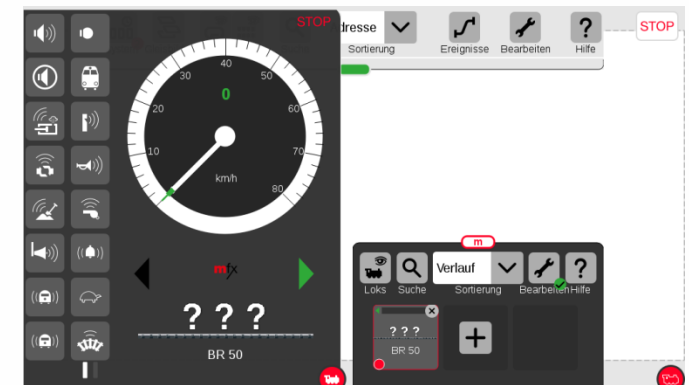 STOP
dresse
Sortierung
Ereignisse
Bearbeiten
?
Hilfe
STOP
10
20
30
40
50
60
70
80
0
km/h
mfx
? ? ?
BR 50
m
Loks
Suche
Verlauf
Sortierung
Bearbeiten
?
Hilfe
? ? ?
BR 50